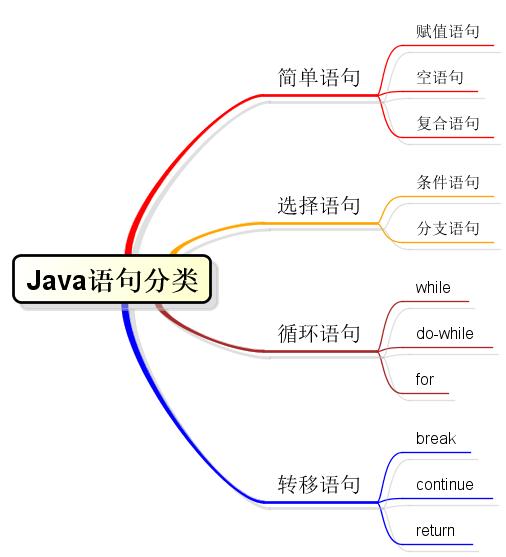 Java语句分类
简单语句
赋值语句
空语句
复合语句
选择语句
条件语句
分支语句
循环语句
while
do-while
for
转移语句
break
continue
return